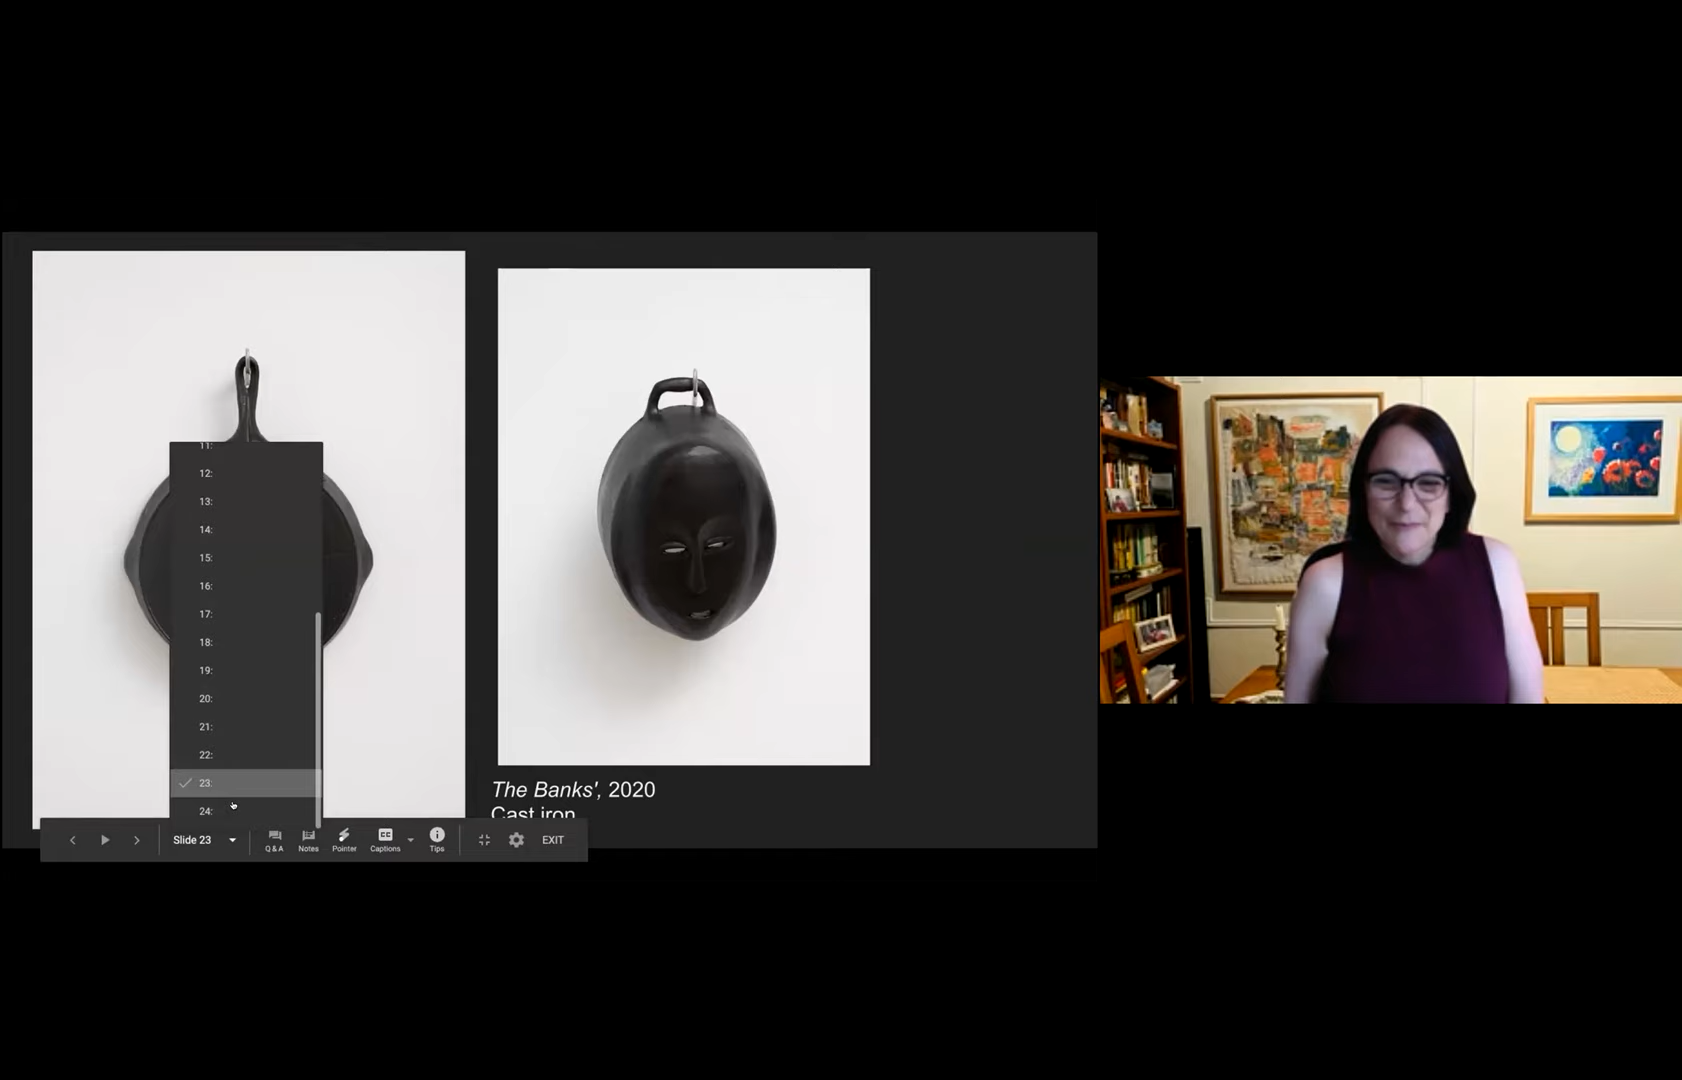 11:
12:
13:
14:
15:
16:
17:
18:
19:
20:
21:
22:
23:
24:
The Banks', 2020
Cast iron
Slide 23
Q & A
Notes
Pointer
CC
Captions
Tips
EXIT